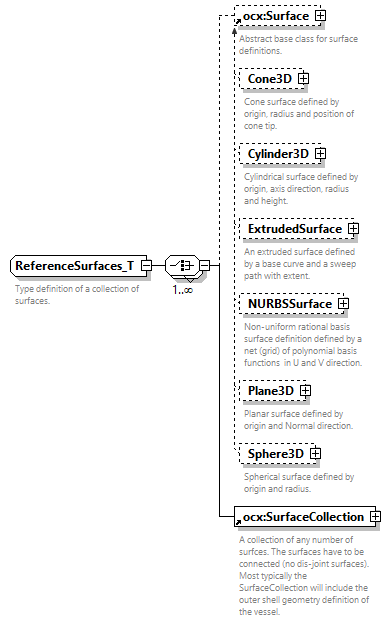 ocx:Surface
Abstract base class for surface
definitions.
Cone3D
Cone surface defined by
origin, radius and position of
cone tip.
Cylinder3D
Cylindrical surface defined by
origin, axis direction, radius
and height.
ExtrudedSurface
An extruded surface defined
by a base curve and a sweep
path with extent.
ReferenceSurfaces_T
Type definition of a collection of
surfaces.
1..∞
NURBSSurface
Non-uniform rational basis
surface definition defined by a
net (grid) of polynomial basis
functions in U and V direction.
Plane3D
Planar surface defined by
origin and Normal direction.
Sphere3D
Spherical surface defined by
origin and radius.
ocx:SurfaceCollection
A collection of any number of
surfces. The surfaces have to be
connected (no dis-joint surfaces).
Most typically the
SurfaceCollection will include the
outer shell geometry definition of
the vessel.